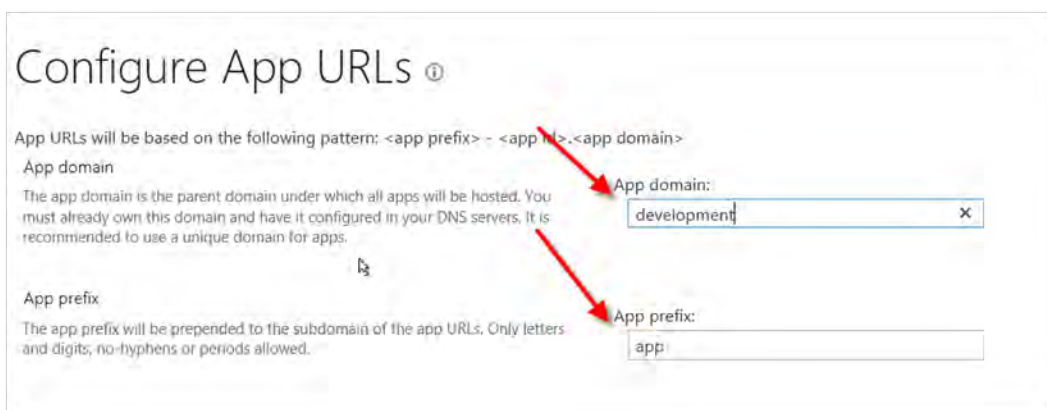 Configure App URLs
App URLs will be based on the following pattern: <app prefix> - <app id>.<app domain>
App domain
The app domain is the parent domain under which all apps will be hosted. You
must already own this domain and have it configured in your DNS servers. It is
recommended to use a unique domain for apps.
App domain:
development
App prefix
The app prefix will be prepended to the subdomain of the app URLs. Only letters
and digits, no-hyphens or periods allowed.
App prefix:
app